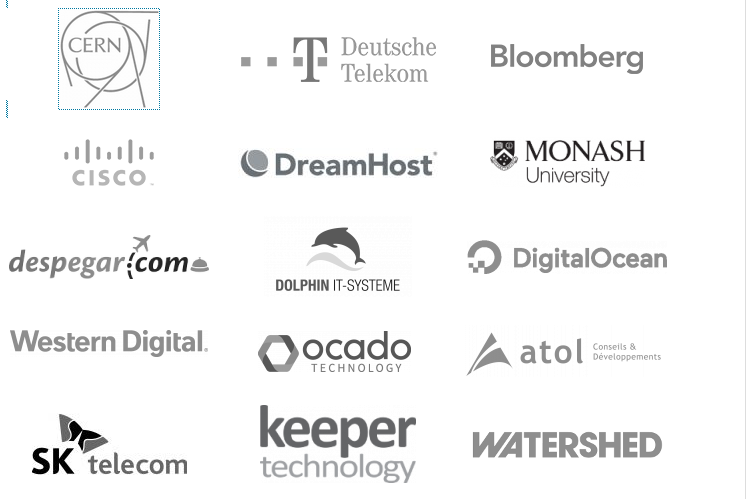 CERN
T Deutsche
Telekom
Bloomberg
CISCO
DreamHost
MONASH
University
despegar.com
DOLPHIN IT-SYSTEME
DigitalOcean
Western Digital.
ocado
TECHNOLOGY
atol Conseils &
Développements
SK telecom
keeper
technology
WATERSHED